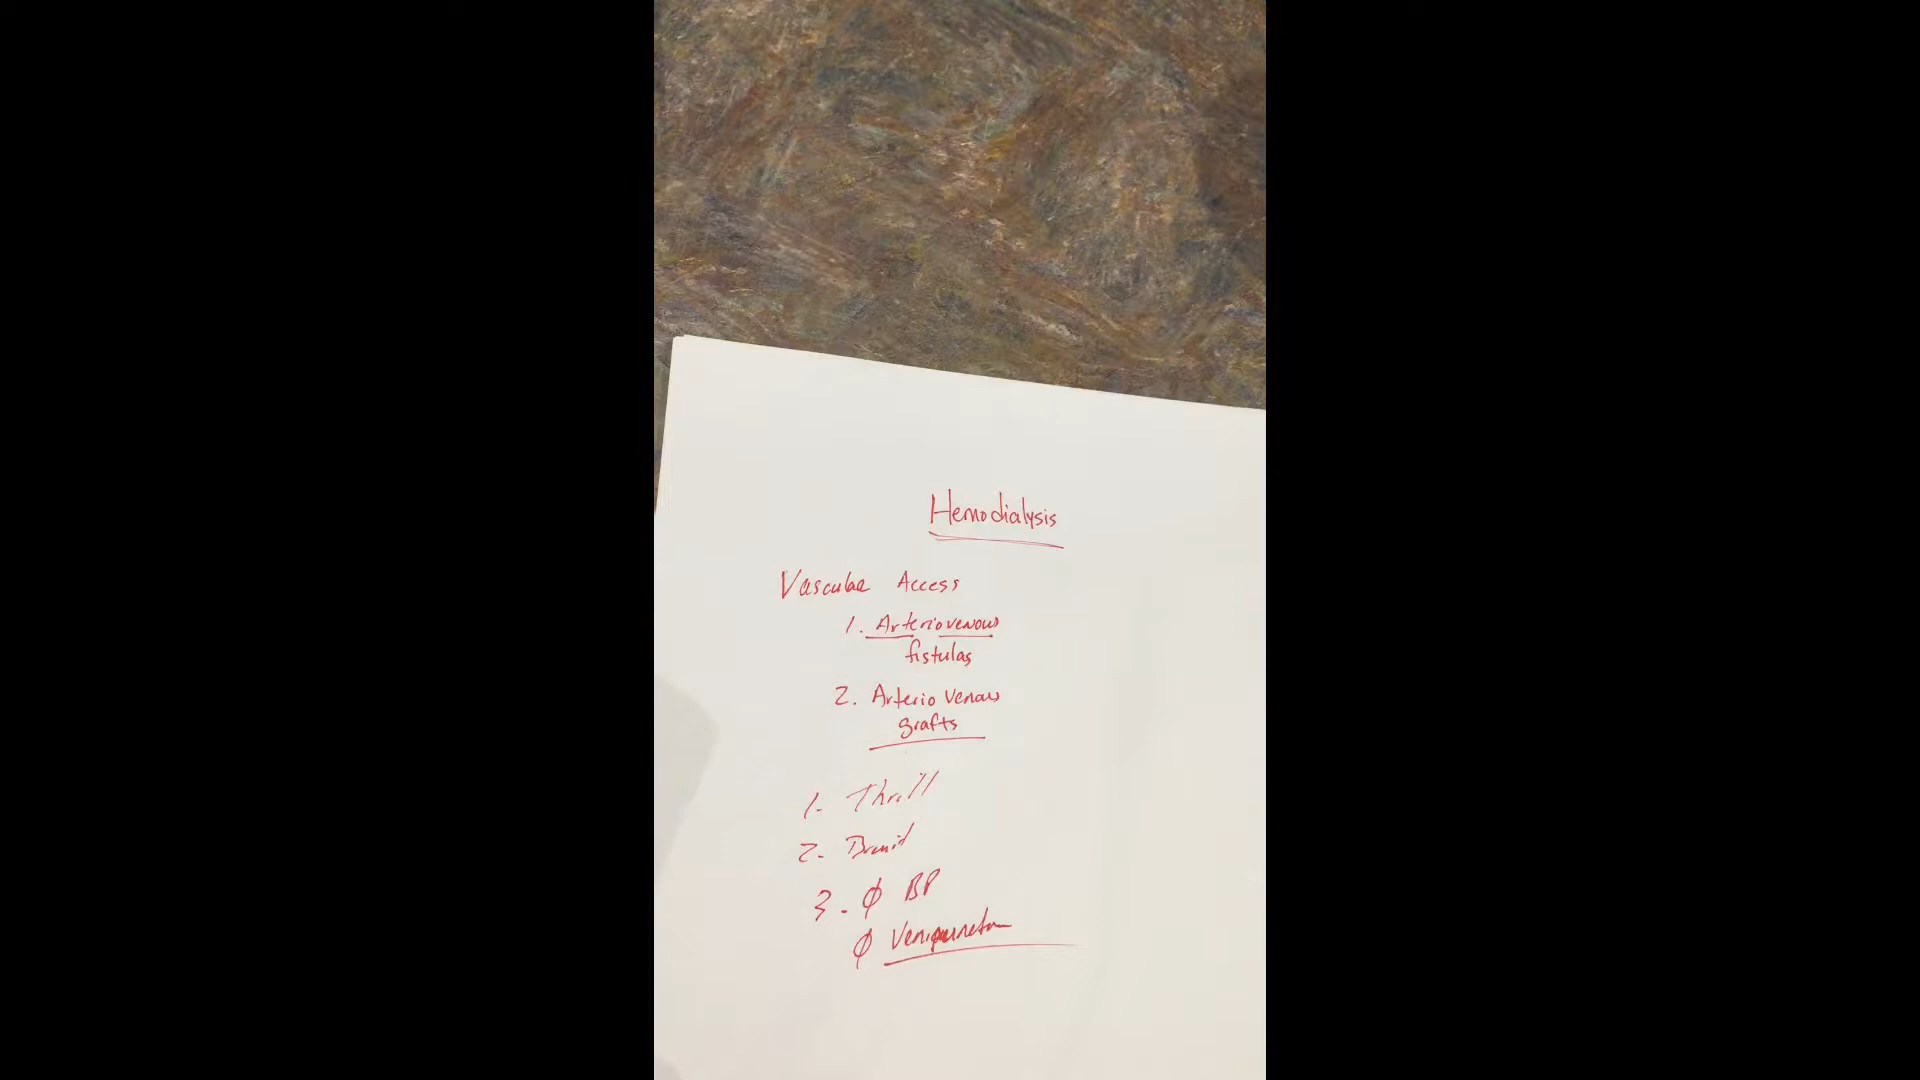 Hemodialysis
Vascular Access
1. Arteriovenous
fistulas
2. Arterio venous
grafts
1. Thrill
2. Bruit
3. ϕ BP
ϕ Venipuncture